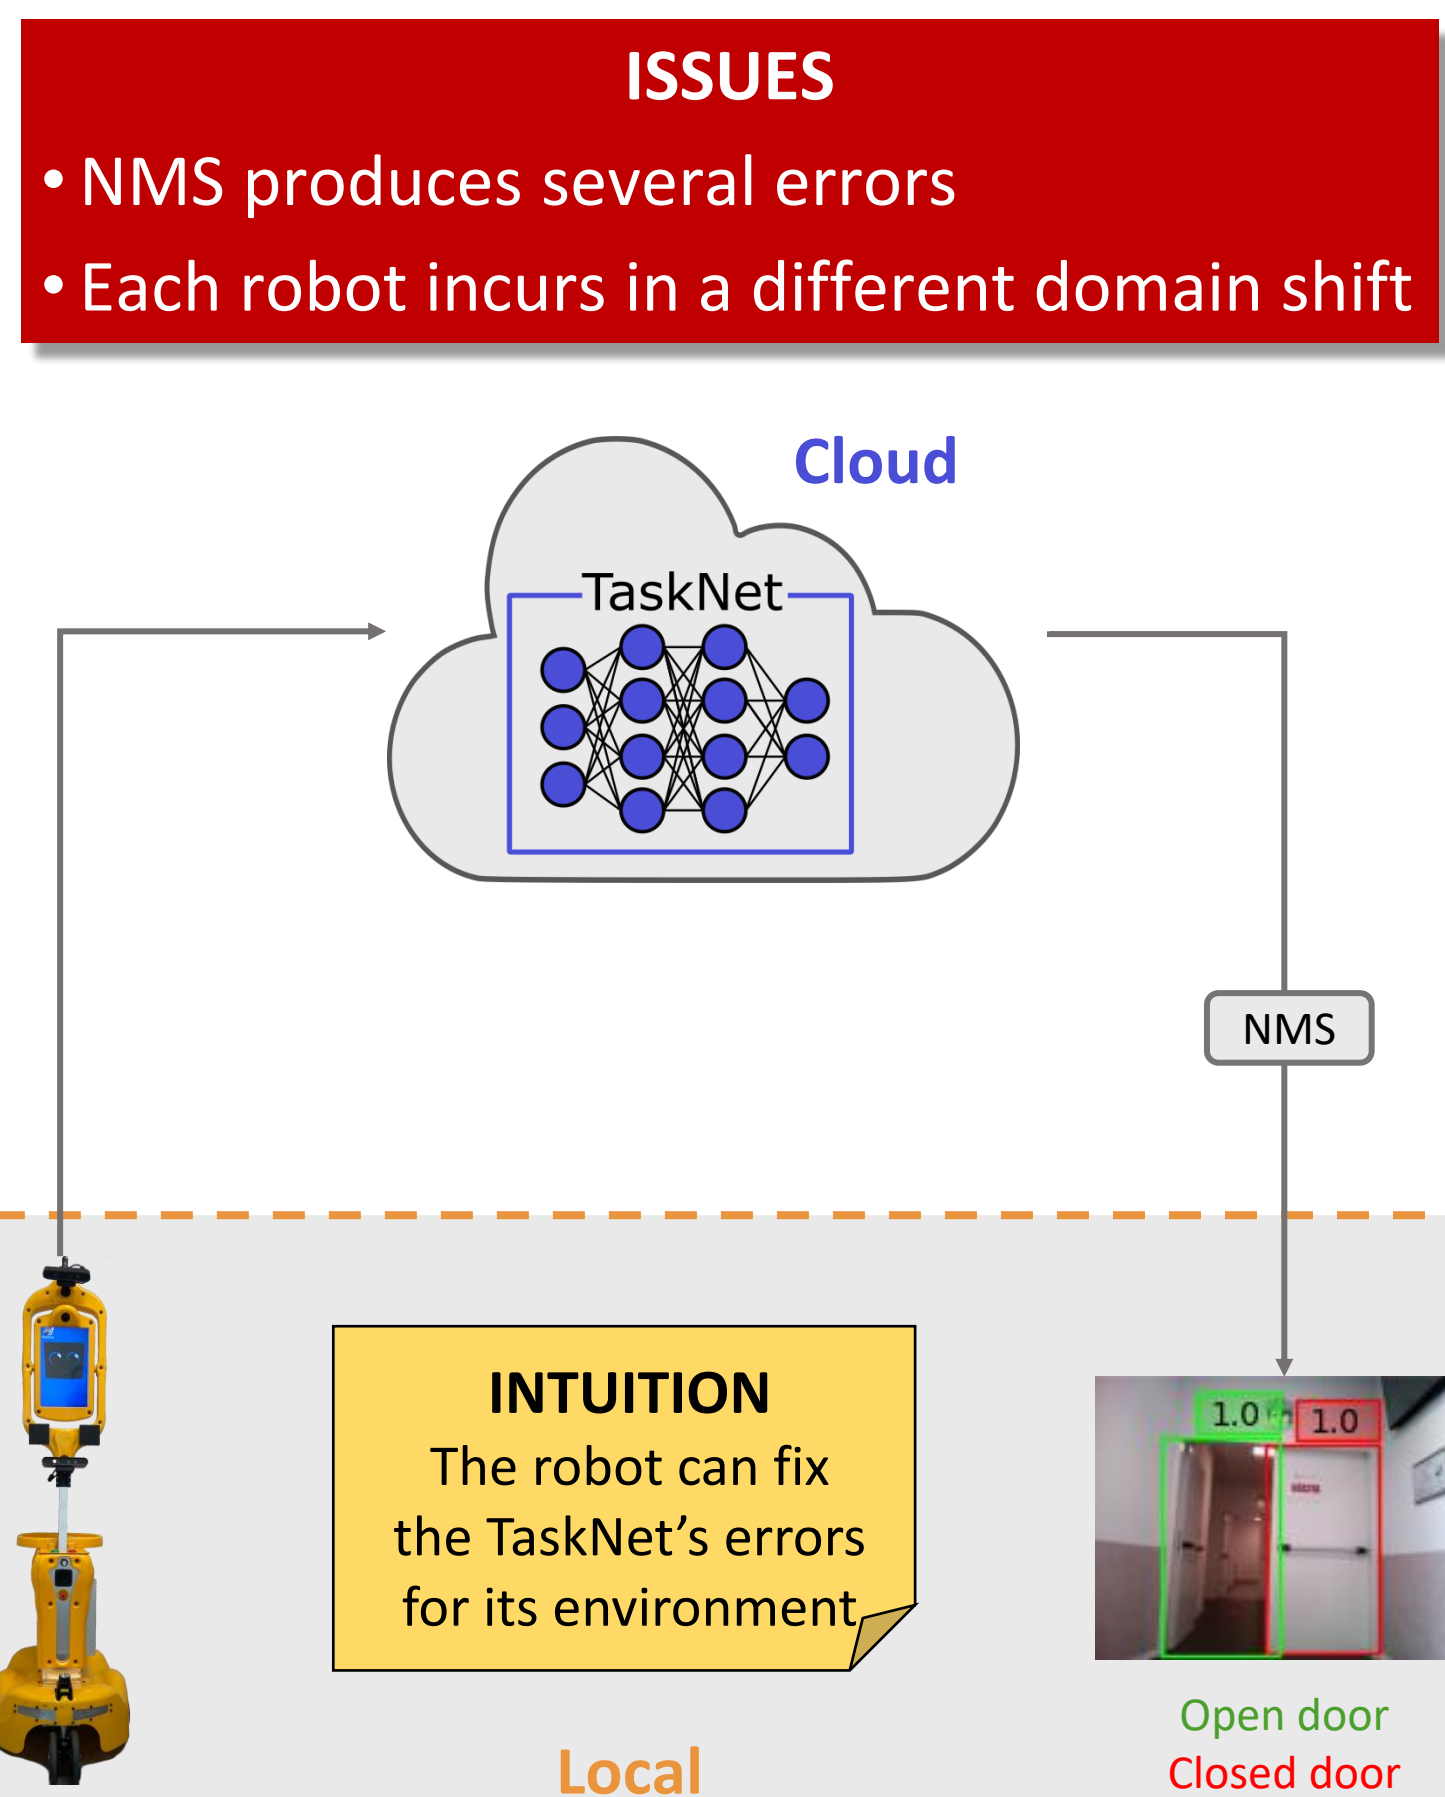 ISSUES
• NMS produces several errors
• Each robot incurs in a different domain shift
Cloud
TaskNet
NMS
INTUITION
The robot can fix
the TaskNet's errors
for its environment
1.0
1.0
Open door
Closed door
Local